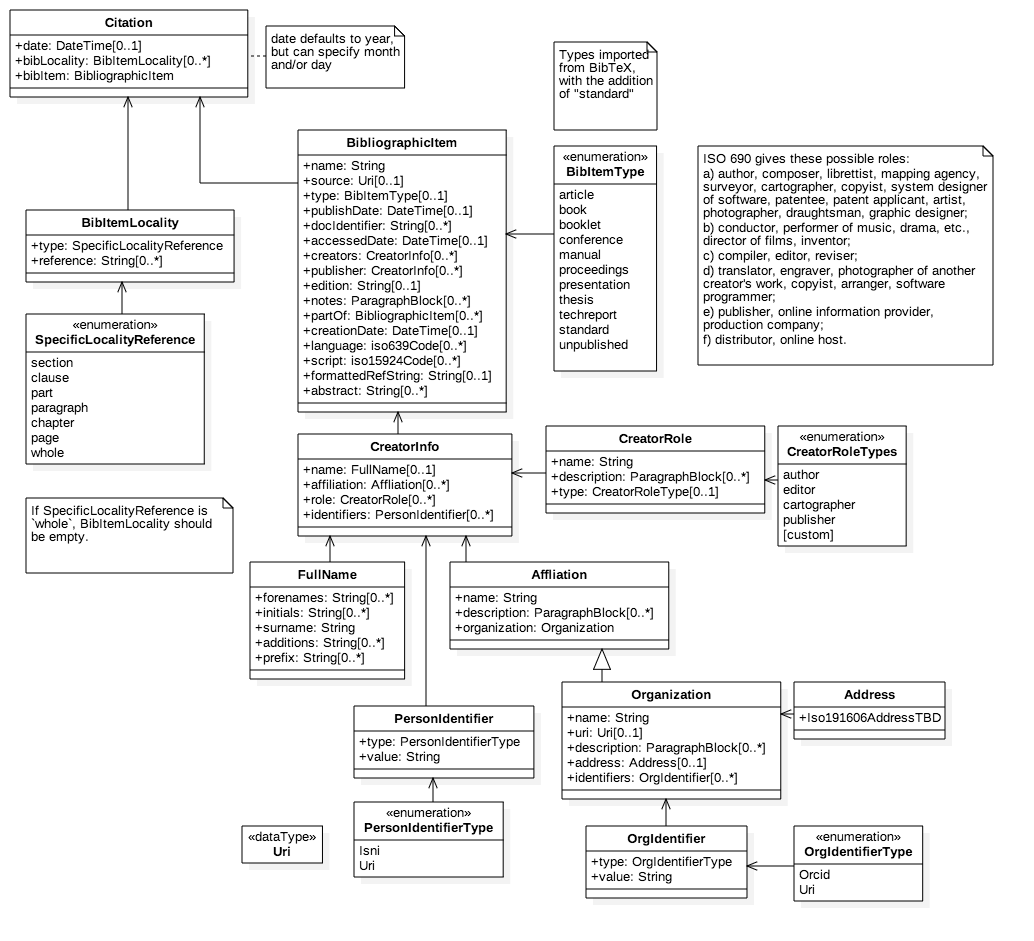 Citation
+date: DateTime[0..1]
+bibLocality: BibItemLocality[0..*]
+bibItem: BibliographicItem
date defaults to year,
but can specify month
and/or day
Types imported
from BibTeX,
with the addition
of "standard"
BibliographicItem
+name: String
+source: Uri[0..1]
+type: BibItemType[0..1]
+publishDate: DateTime[0..1]
+docIdentifier: String[0..*]
+accessedDate: DateTime[0..1]
+creators: CreatorInfo[0..*]
+publisher: CreatorInfo[0..*]
+edition: String[0..1]
+notes: ParagraphBlock[0..*]
+partOf: BibliographicItem[0..*]
+creationDate: DateTime[0..1]
+language: iso639Code[0..*]
+script: iso15924Code[0..*]
+formattedRefString: String[0..1]
+abstract: String[0..*]
«enumeration»
BibItemType
article
book
booklet
conference
manual
proceedings
presentation
thesis
techreport
standard
unpublished
ISO 690 gives these possible roles:
a) author, composer, librettist, mapping agency,
surveyor, cartographer, copyist, system designer
of software, patentee, patent applicant, artist,
photographer, draughtsman, graphic designer;
b) conductor, performer of music, drama, etc.,
director of films, inventor;
c) compiler, editor, reviser;
d) translator, engraver, photographer of another
creator's work, copyist, arranger, software
programmer;
e) publisher, online information provider,
production company;
f) distributor, online host.
BibItemLocality
+type: SpecificLocalityReference
+reference: String[0..*]
«enumeration»
SpecificLocalityReference
section
clause
part
paragraph
chapter
page
whole
If SpecificLocalityReference is
`whole`, BibItemLocality should
be empty.
CreatorInfo
+name: FullName[0..1]
+affiliation: Affliation[0..*]
+role: CreatorRole[0..*]
+identifiers: PersonIdentifier[0..*]
CreatorRole
+name: String
+description: ParagraphBlock[0..*]
+type: CreatorRoleType[0..1]
«enumeration»
CreatorRoleTypes
author
editor
cartographer
publisher
[custom]
FullName
+forenames: String[0..*]
+initials: String[0..*]
+surname: String
+additions: String[0..*]
+prefix: String[0..*]
Affliation
+name: String
+description: ParagraphBlock[0..*]
+organization: Organization
PersonIdentifier
+type: PersonIdentifierType
+value: String
Organization
+name: String
+uri: Uri[0..1]
+description: ParagraphBlock[0..*]
+address: Address[0..1]
+identifiers: OrgIdentifier[0..*]
Address
+Iso191606AddressTBD
«dataType»
Uri
«enumeration»
PersonIdentifierType
Isni
Uri
OrgIdentifier
+type: OrgIdentifierType
+value: String
«enumeration»
OrgIdentifierType
Orcid
Uri